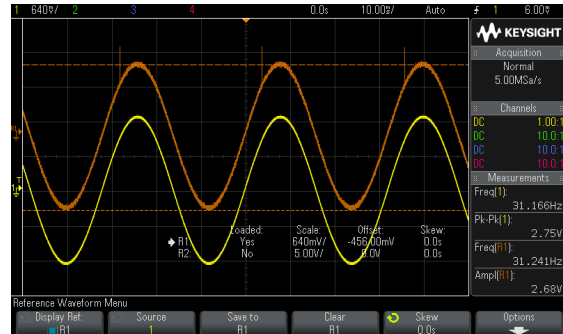 1 640▽/ 2 3 4 0.0s 10.00▽/ Auto 1 6.00▽
KEYSIGHT
Acquisition
Normal
5.00MSa/s
Channels
DC 1.00:1
DC 10.0:1
DC 10.0:1
DC 10.0:1
Measurements
Freq(1):
31.166Hz
Pk-Pk(1):
2.75V
Freq(R1):
31.241Hz
Ampl(R1):
2.68V
Loaded: Scale: Offset: Skew:
R1: Yes 640mV/ -456.00mV 0.0s
R2: No 5.00V/ 0.0V 0.0s
Reference Waveform Menu
Display Ref: Source Save to Clear Skew Options
R1 1 R1 R1 0.0s